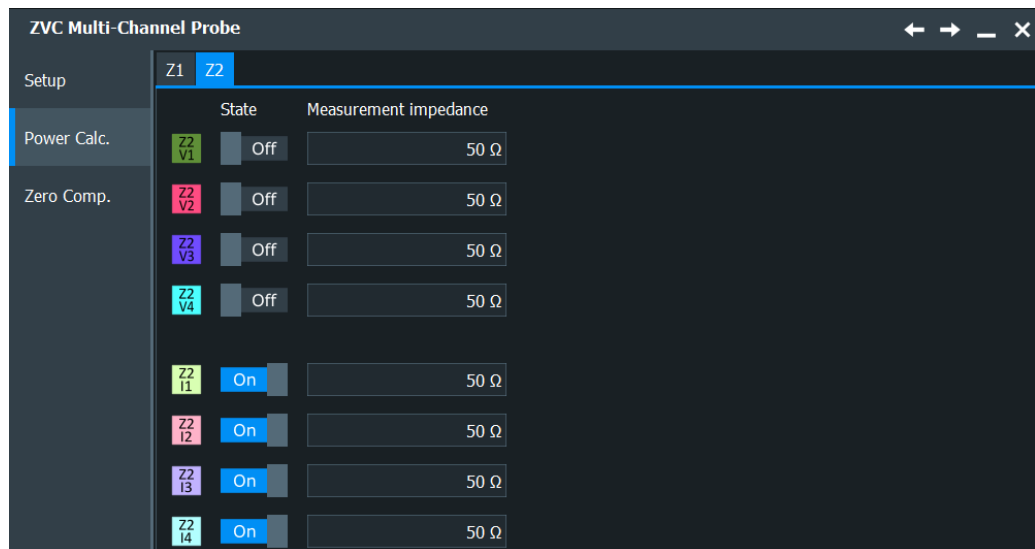 ZVC Multi-Channel Probe
Setup
Power Calc.
Zero Comp.
Z1 Z2
State Measurement impedance
Z2 V1 Off 50 Ω
Z2 V2 Off 50 Ω
Z2 V3 Off 50 Ω
Z2 V4 Off 50 Ω
Z2 I1 On 50 Ω
Z2 I2 On 50 Ω
Z2 I3 On 50 Ω
Z2 I4 On 50 Ω